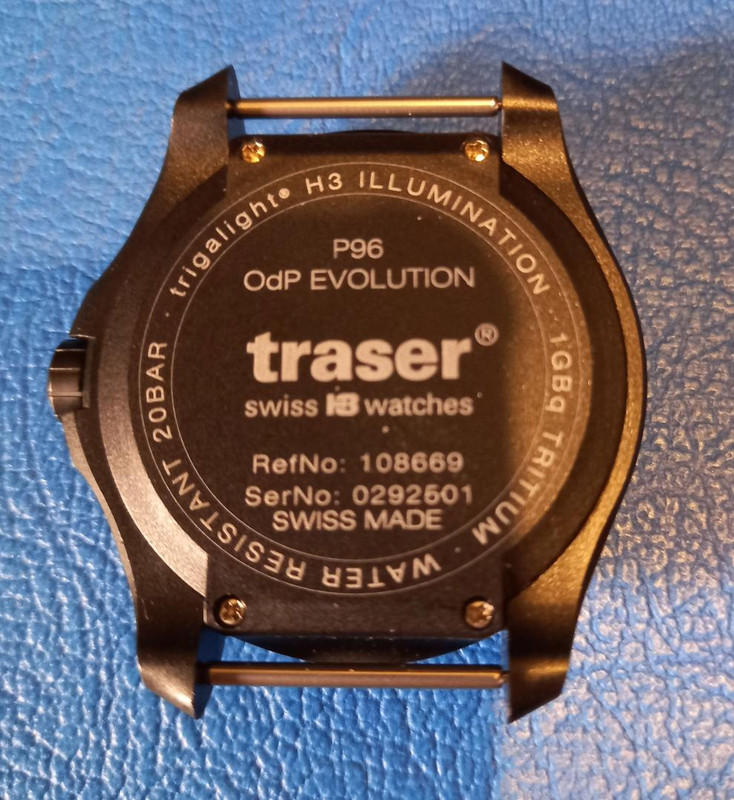 trigalight® H3 ILLUMINATION · 1GBq TRITIUM · WATER RESISTANT 20BAR ·
P96
OdP EVOLUTION
traser®
swiss H3 watches
RefNo: 108669
SerNo: 0292501
SWISS MADE